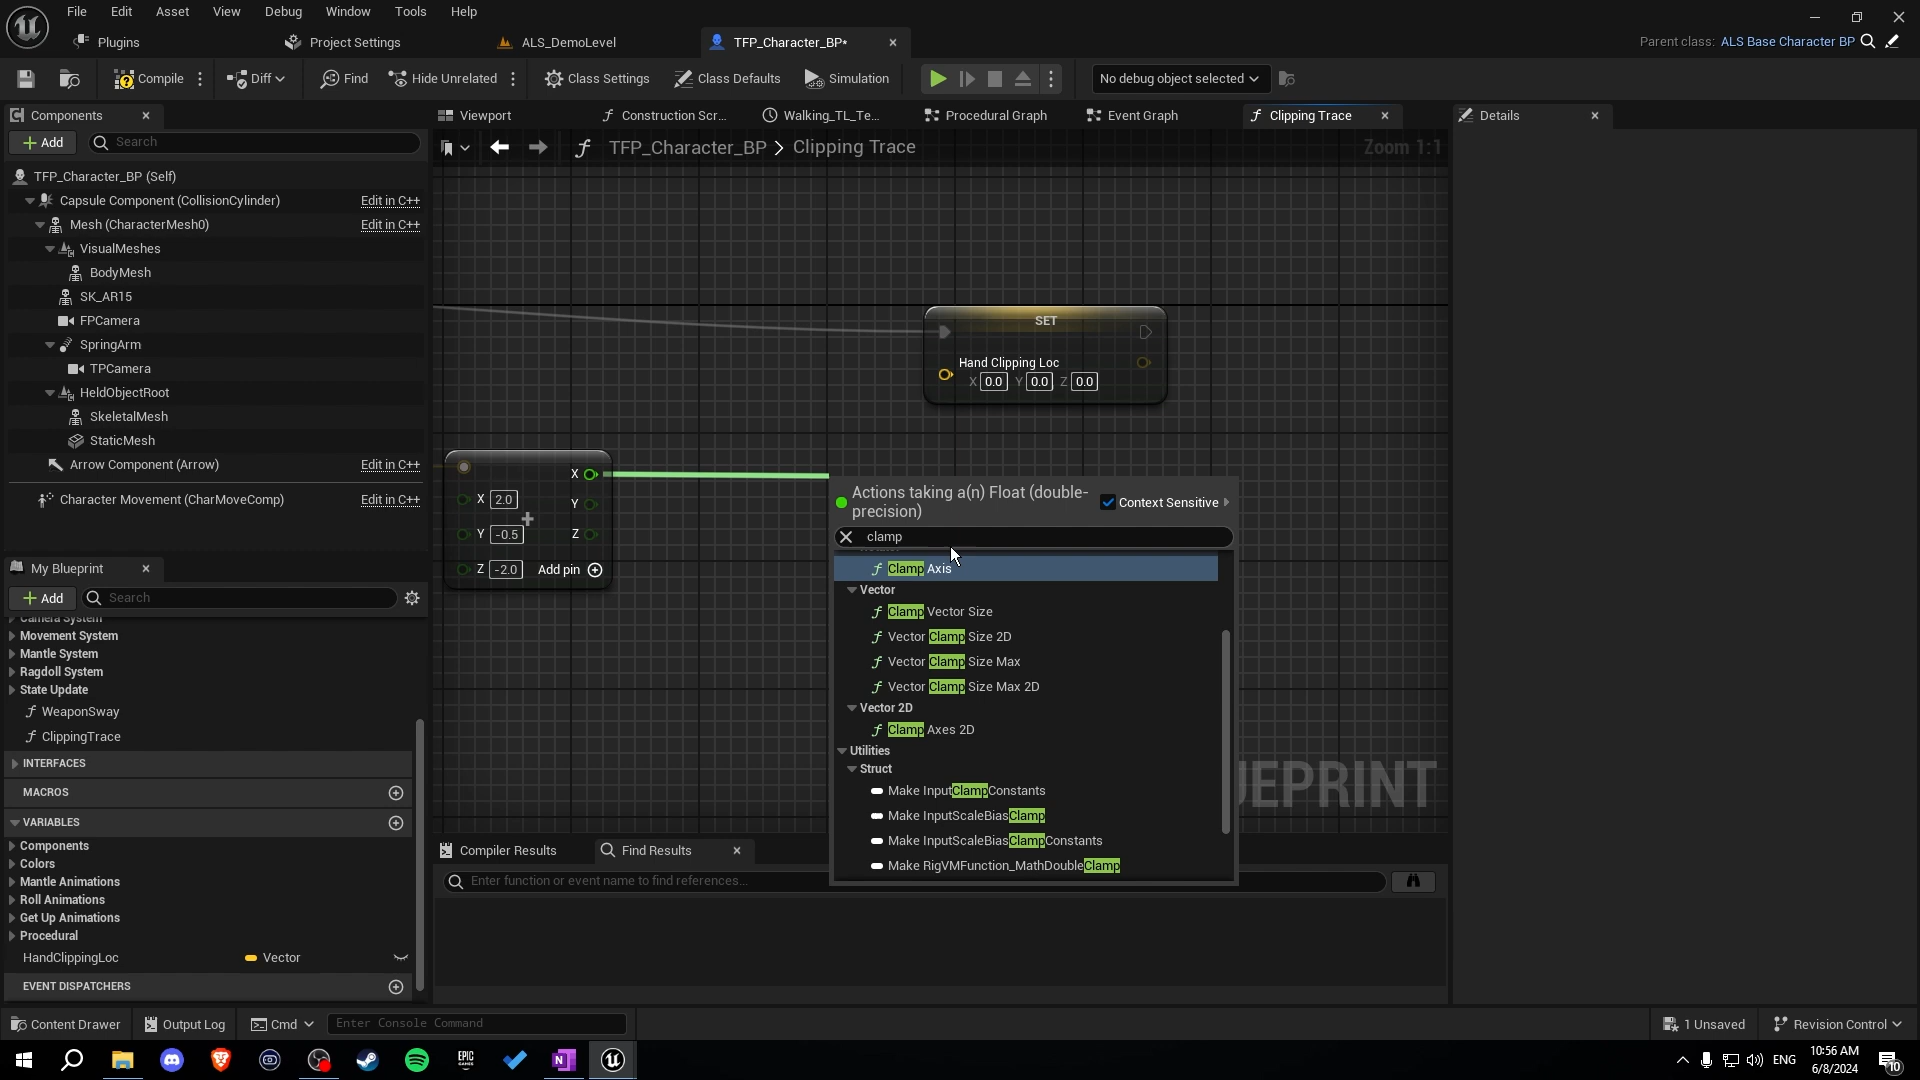 File Edit Asset View Debug Window Tools Help
Plugins Project Settings ALS_DemoLevel TFP_Character_BP*
Parent class: ALS Base Character BP
Compile Diff Find Hide Unrelated Class Settings Class Defaults Simulation No debug object selected
Components
Add Search
TFP_Character_BP (Self)
Capsule Component (CollisionCylinder) Edit in C++
Mesh (CharacterMesh0) Edit in C++
VisualMeshes
BodyMesh
SK_AR15
FPCamera
SpringArm
TPCamera
HeldObjectRoot
SkeletalMesh
StaticMesh
Arrow Component (Arrow) Edit in C++
Character Movement (CharMoveComp) Edit in C++
My Blueprint
Add Search
Camera System
Movement System
Mantle System
Ragdoll System
State Update
WeaponSway
ClippingTrace
INTERFACES
MACROS
VARIABLES
Components
Colors
Mantle Animations
Roll Animations
Get Up Animations
Procedural
HandClippingLoc Vector
EVENT DISPATCHERS
Viewport Construction Scr... Walking_TL_Te... Procedural Graph Event Graph Clipping Trace
TFP_Character_BP > Clipping Trace Zoom 1:1
SET
Hand Clipping Loc
X 0.0 Y 0.0 Z 0.0
X
X 2.0 Y
Y -0.5 Z
Z -2.0 Add pin
Actions taking a(n) Float (double-
precision)
Context Sensitive
clamp
Clamp Axis
Vector
Clamp Vector Size
Vector Clamp Size 2D
Vector Clamp Size Max
Vector Clamp Size Max 2D
Vector 2D
Clamp Axes 2D
Utilities
Struct
Make InputClampConstants
Make InputScaleBiasClamp
Make InputScaleBiasClampConstants
Make RigVMFunction_MathDoubleClamp
UEPRINT
Compiler Results Find Results
Enter function or event name to find references...
Details
Content Drawer Output Log Cmd Enter Console Command 1 Unsaved Revision Control
EPIC GAMES
N
ENG 10:56 AM
6/8/2024
10